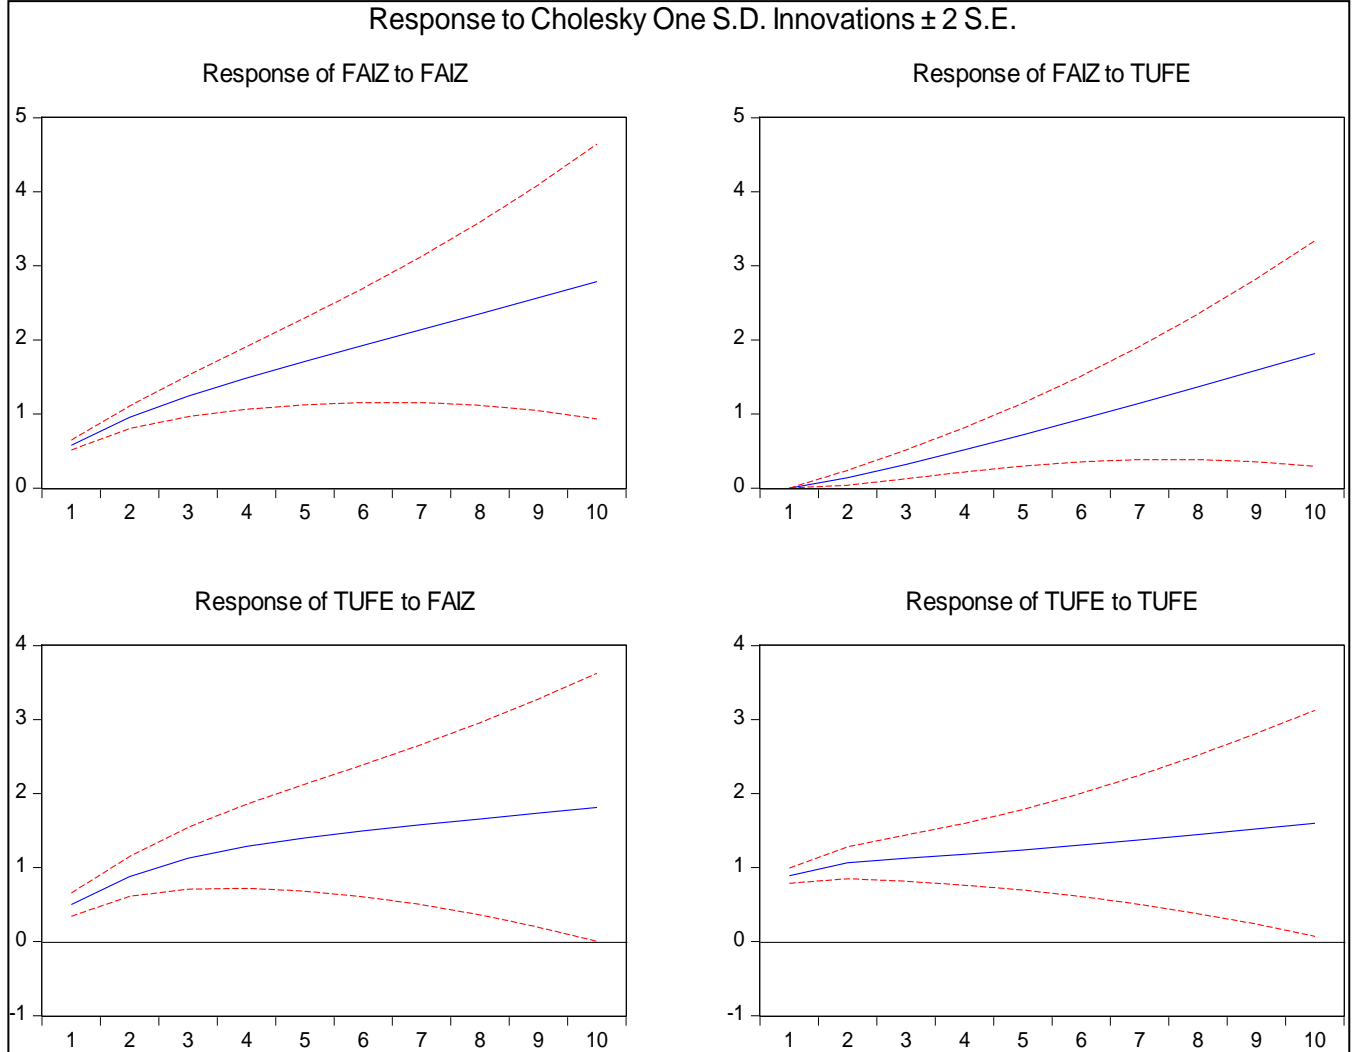 Response to Cholesky One S.D. Innovations ± 2 S.E.
Response of FAIZ to FAIZ
5
4
3
2
1
0
1 2 3 4 5 6 7 8 9 10
Response of FAIZ to TUFE
5
4
3
2
1
0
1 2 3 4 5 6 7 8 9 10
Response of TUFE to FAIZ
4
3
2
1
0
-1
1 2 3 4 5 6 7 8 9 10
Response of TUFE to TUFE
4
3
2
1
0
-1
1 2 3 4 5 6 7 8 9 10